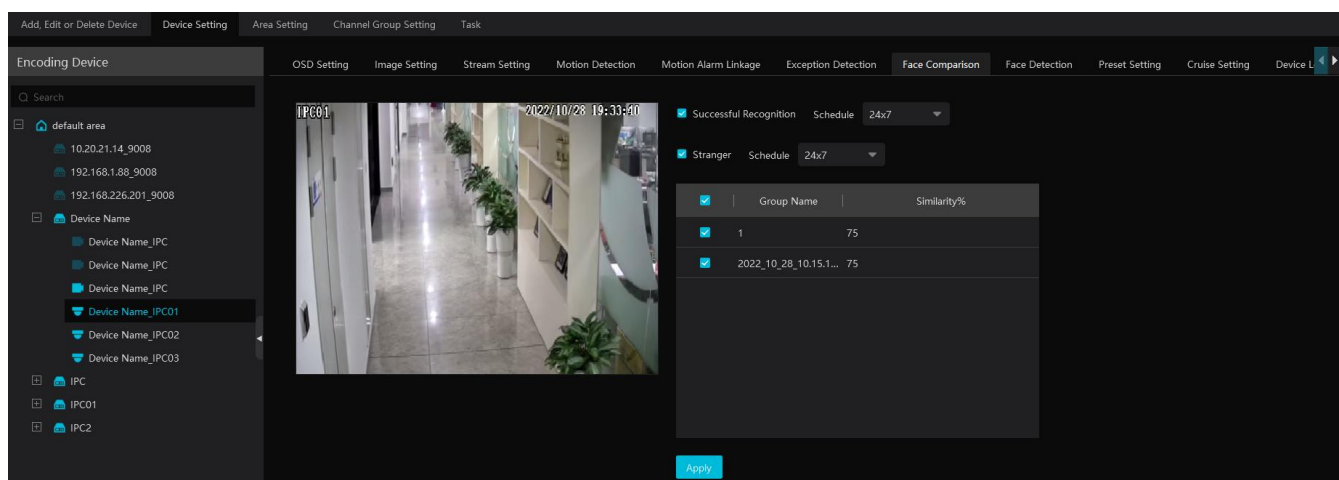 Add, Edit or Delete Device Device Setting Area Setting Channel Group Setting Task
Encoding Device
OSD Setting Image Setting Stream Setting Motion Detection Motion Alarm Linkage Exception Detection Face Comparison Face Detection Preset Setting Cruise Setting Device L
Search
default area
10.20.21.14_9008
192.168.1.88_9008
192.168.226.201_9008
Device Name
Device Name_IPC
Device Name_IPC
Device Name_IPC
Device Name_IPC01
Device Name_IPC02
Device Name_IPC03
IPC
IPC01
IPC2
IPC01 2022/10/28 19:33:40
Successful Recognition Schedule 24x7
Stranger Schedule 24x7
Group Name Similarity%
1 75
2022_10_28_10.15.1... 75
Apply